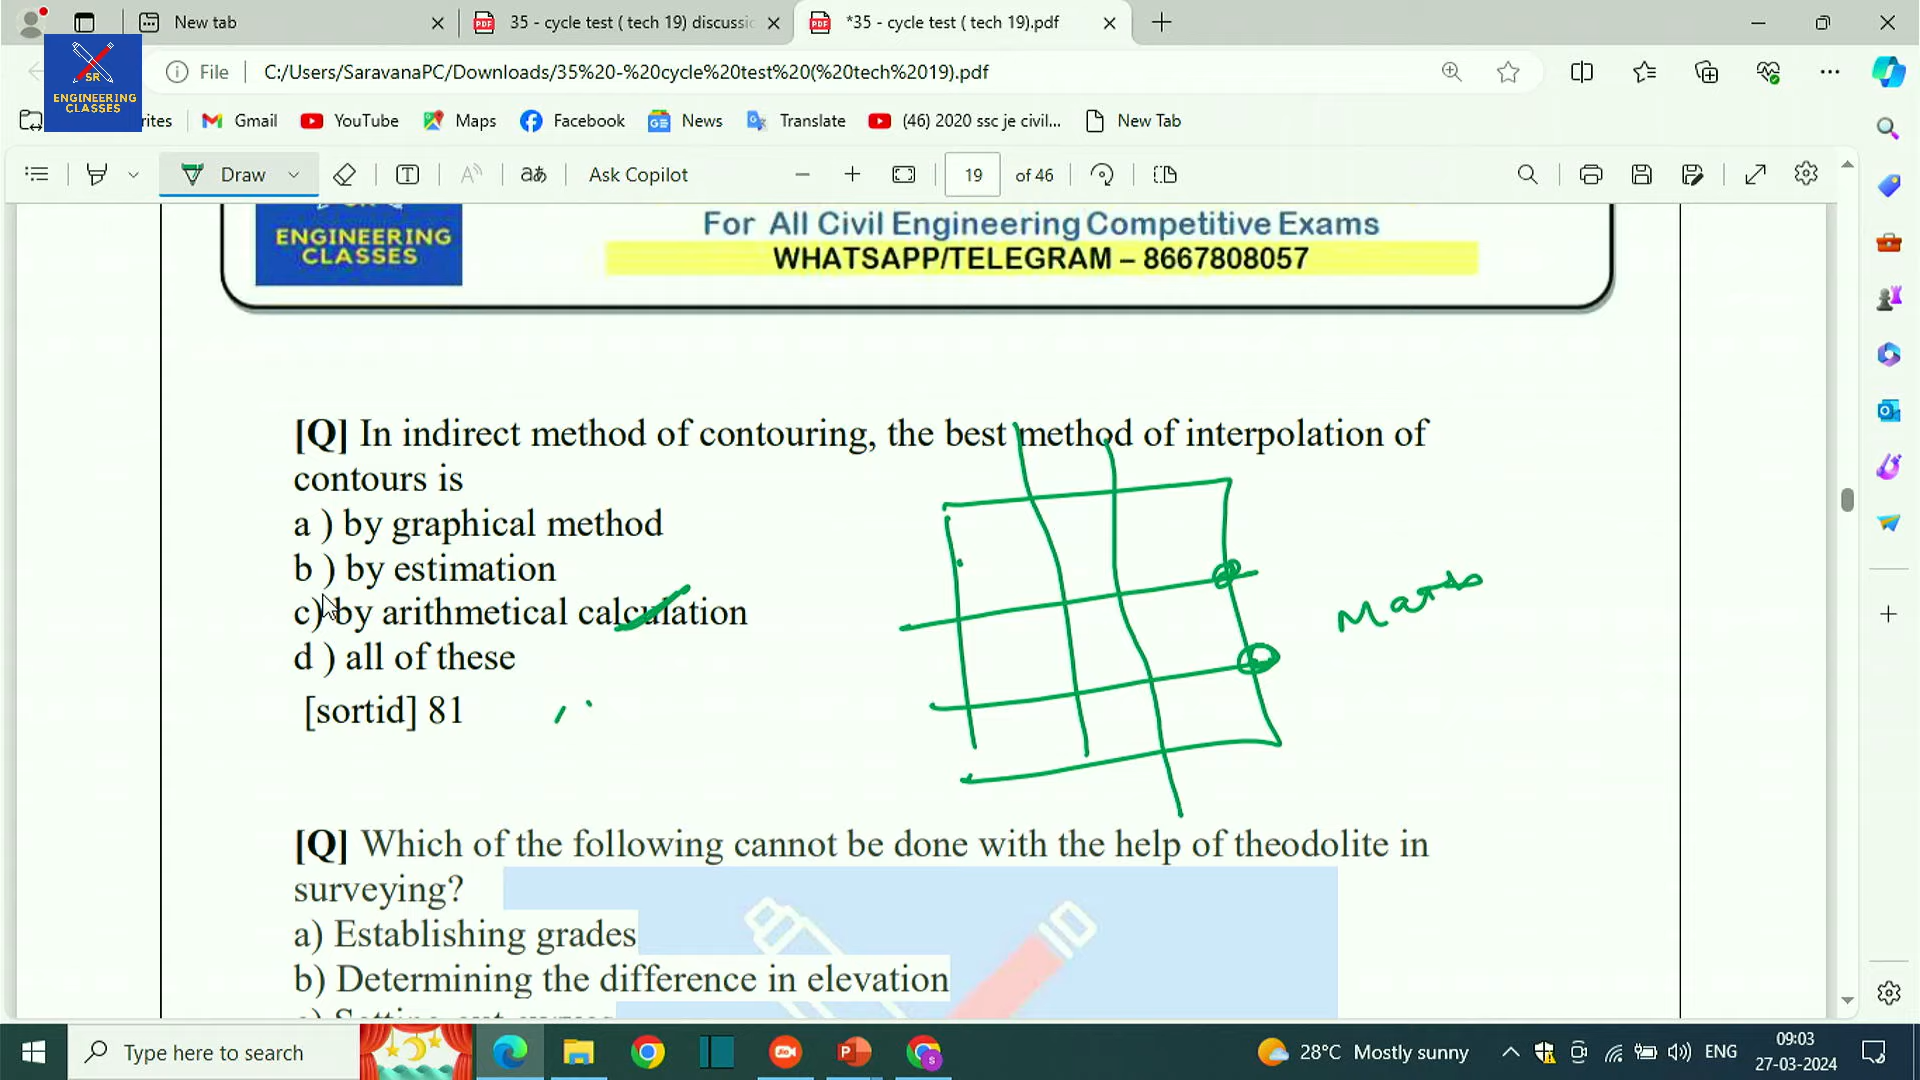 New tab
35 - cycle test ( tech 19) discussio
*35 - cycle test ( tech 19).pdf
File
C:/Users/SaravanaPC/Downloads/35%20-%20cycle%20test%20(%20tech%2019).pdf
SR
ENGINEERING
CLASSES
rites
Gmail
YouTube
Maps
Facebook
News
Translate
(46) 2020 ssc je civil...
New Tab
Draw
Ask Copilot
19
of 46
ENGINEERING
CLASSES
For All Civil Engineering Competitive Exams
WHATSAPP/TELEGRAM – 8667808057
[Q] In indirect method of contouring, the best method of interpolation of
contours is
a ) by graphical method
b ) by estimation
c) by arithmetical calculation
d ) all of these
[sortid] 81
[Q] Which of the following cannot be done with the help of theodolite in
surveying?
a) Establishing grades
b) Determining the difference in elevation
Type here to search
28°C Mostly sunny
ENG
09:03
27-03-2024